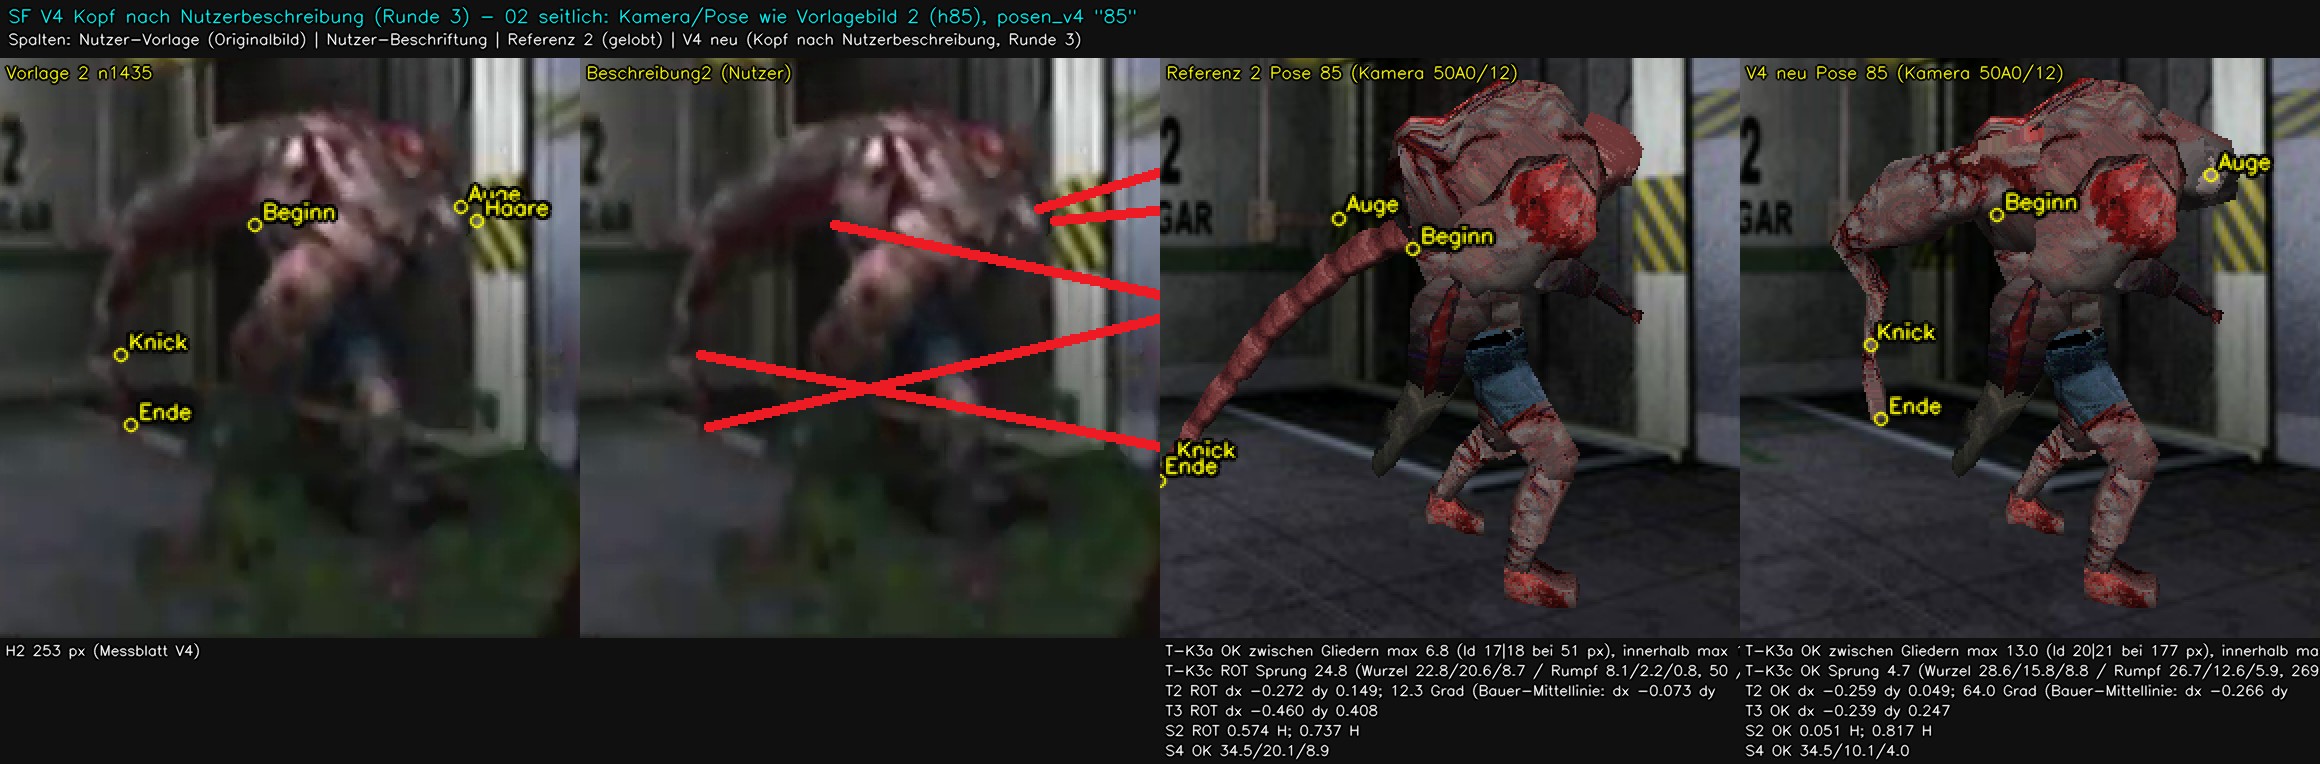 SF V4 Kopf nach Nutzerbeschreibung (Runde 3) – 02 seitlich: Kamera/Pose wie Vorlagebild 2 (h85), posen_v4 "85"
Spalten: Nutzer–Vorlage (Originalbild) | Nutzer–Beschriftung | Referenz 2 (gelobt) | V4 neu (Kopf nach Nutzerbeschreibung, Runde 3)
Vorlage 2 n1435
Beschreibung2 (Nutzer)
Referenz 2 Pose 85 (Kamera 50A0/12)
V4 neu Pose 85 (Kamera 50A0/12)
2
Auge
Haare
Beginn
Knick
Ende
2
GAR
Auge
Beginn
Knick
Ende
2
GAR
Auge
Beginn
Knick
Ende
H2 253 px (Messblatt V4)
T–K3a OK zwischen Gliedern max 6.8 (Id 17|18 bei 51 px), innerhalb max
T–K3c ROT Sprung 24.8 (Wurzel 22.8/20.6/8.7 / Rumpf 8.1/2.2/0.8, 50 /
T2 ROT dx –0.272 dy 0.149; 12.3 Grad (Bauer–Mittellinie: dx –0.073 dy
T3 ROT dx –0.460 dy 0.408
S2 ROT 0.574 H; 0.737 H
S4 OK 34.5/20.1/8.9
T–K3a OK zwischen Gliedern max 13.0 (Id 20|21 bei 177 px), innerhalb ma
T–K3c OK Sprung 4.7 (Wurzel 28.6/15.8/8.8 / Rumpf 26.7/12.6/5.9, 269
T2 OK dx –0.259 dy 0.049; 64.0 Grad (Bauer–Mittellinie: dx –0.266 dy
T3 OK dx –0.239 dy 0.247
S2 OK 0.051 H; 0.817 H
S4 OK 34.5/10.1/4.0